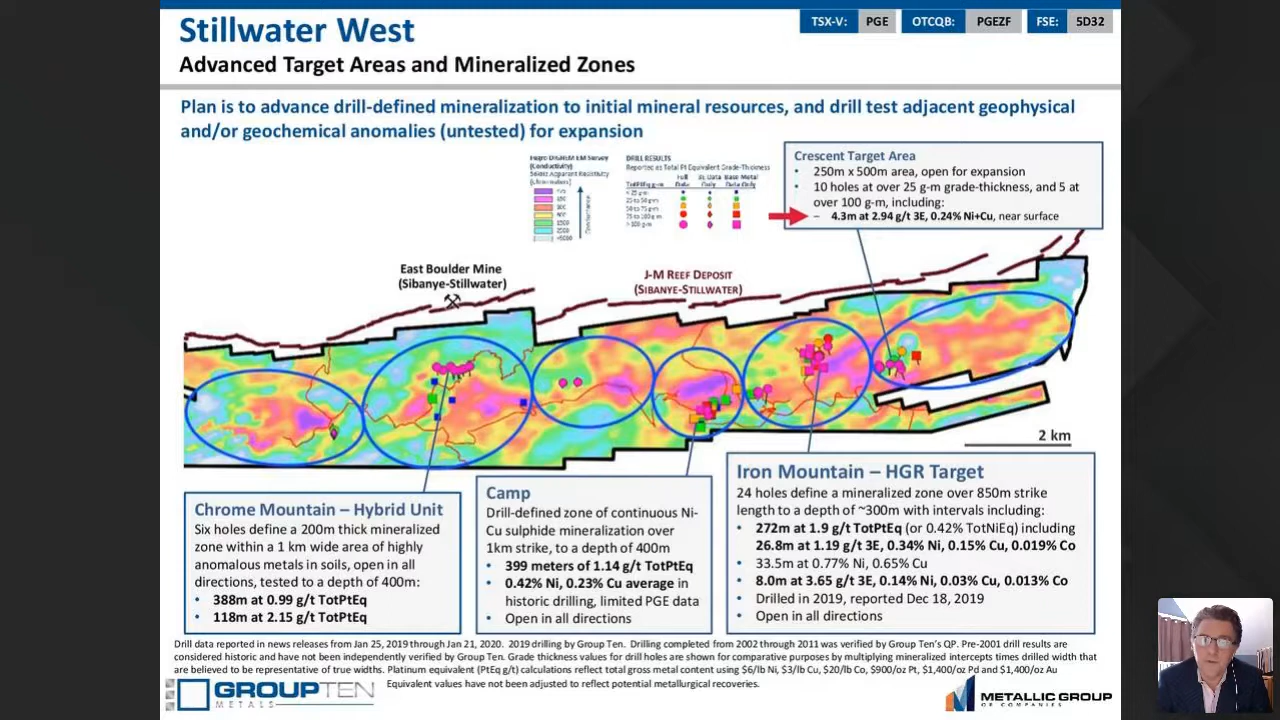 Stillwater West
TSX-V: PGE OTCQB: PGEZF FSE: 5D32
Advanced Target Areas and Mineralized Zones
Plan is to advance drill-defined mineralization to initial mineral resources, and drill test adjacent geophysical
and/or geochemical anomalies (untested) for expansion
DRILL RESULTS
Reported as Total Pt Equivalent Grade-Thickness
Crescent Target Area
• 250m x 500m area, open for expansion
• 10 holes at over 25 g-m grade-thickness, and 5 at
over 100 g-m, including:
– 4.3m at 2.94 g/t 3E, 0.24% Ni+Cu, near surface
East Boulder Mine
(Sibanye-Stillwater)
J-M REEF DEPOSIT
(SIBANYE-STILLWATER)
2 km
Chrome Mountain – Hybrid Unit
Six holes define a 200m thick mineralized
zone within a 1 km wide area of highly
anomalous metals in soils, open in all
directions, tested to a depth of 400m:
• 388m at 0.99 g/t TotPtEq
• 118m at 2.15 g/t TotPtEq
Camp
Drill-defined zone of continuous Ni-
Cu sulphide mineralization over
1km strike, to a depth of 400m
• 399 meters of 1.14 g/t TotPtEq
• 0.42% Ni, 0.23% Cu average in
historic drilling, limited PGE data
• Open in all directions
Iron Mountain – HGR Target
24 holes define a mineralized zone over 850m strike
length to a depth of ~300m with intervals including:
• 272m at 1.9 g/t TotPtEq (or 0.42% TotNiEq) including
26.8m at 1.19 g/t 3E, 0.34% Ni, 0.15% Cu, 0.019% Co
• 33.5m at 0.77% Ni, 0.65% Cu
• 8.0m at 3.65 g/t 3E, 0.14% Ni, 0.03% Cu, 0.013% Co
• Drilled in 2019, reported Dec 18, 2019
• Open in all directions
Drill data reported in news releases from Jan 25, 2019 through Jan 21, 2020. 2019 drilling by Group Ten. Drilling completed from 2002 through 2011 was verified by Group Ten's QP. Pre-2001 drill results are
considered historic and have not been independently verified by Group Ten. Grade thickness values for drill holes are shown for comparative purposes by multiplying mineralized intercepts times drilled width that
are believed to be representative of true widths. Platinum equivalent (PtEq g/t) calculations reflect total gross metal content using $6/lb Ni, $3/lb Cu, $20/lb Co, $900/oz Pt, $1,400/oz Pd and $1,400/oz Au
Equivalent values have not been adjusted to reflect potential metallurgical recoveries.
GROUP TEN
METALS
METALLIC GROUP
OF COMPANIES